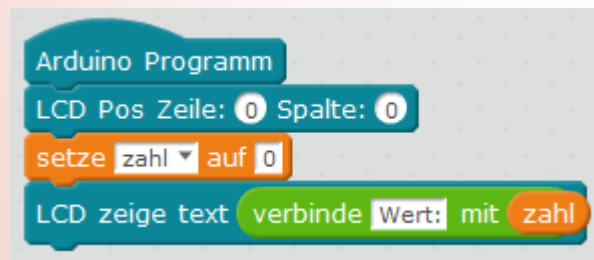 Arduino Programm
LCD Pos Zeile: 0 Spalte: 0
setze zahl auf 0
LCD zeige text verbinde Wert: mit zahl